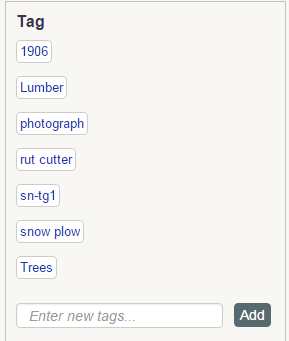 Tag
1906
Lumber
photograph
rut cutter
sn-tg1
snow plow
Trees
Enter new tags... Add